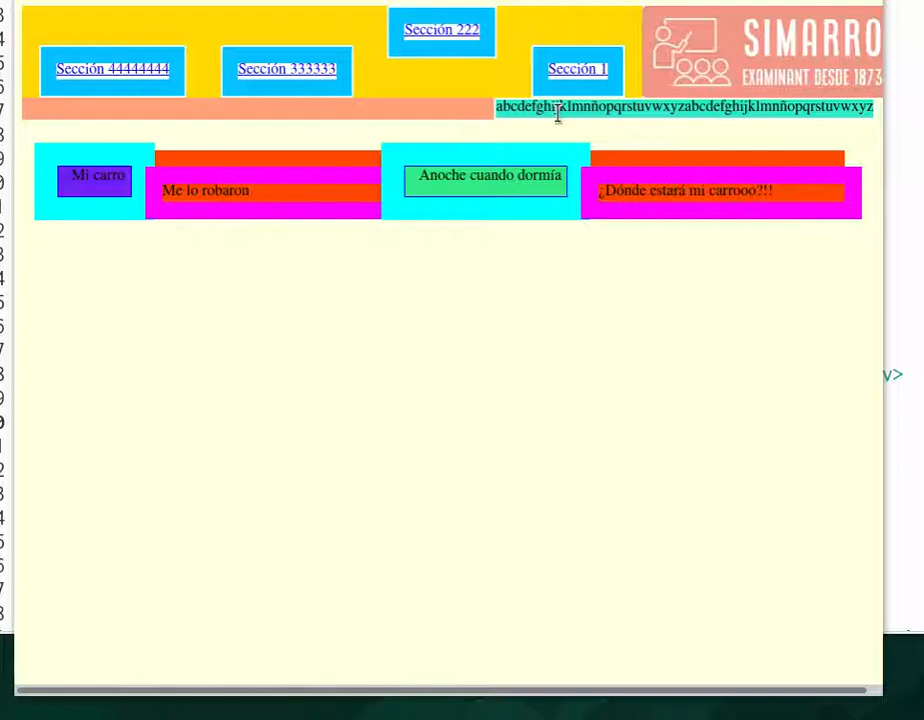 Sección 222
Sección 44444444
Sección 333333
Sección 1
SIMARRO
EXAMINANT DESDE 1873
abcdefghijklmnñopqrstuvwxyzabcdefghijklmnñopqrstuvwxyz
Mi carro
Me lo robaron
Anoche cuando dormía
¿Dónde estará mi carrooo?!!
v>